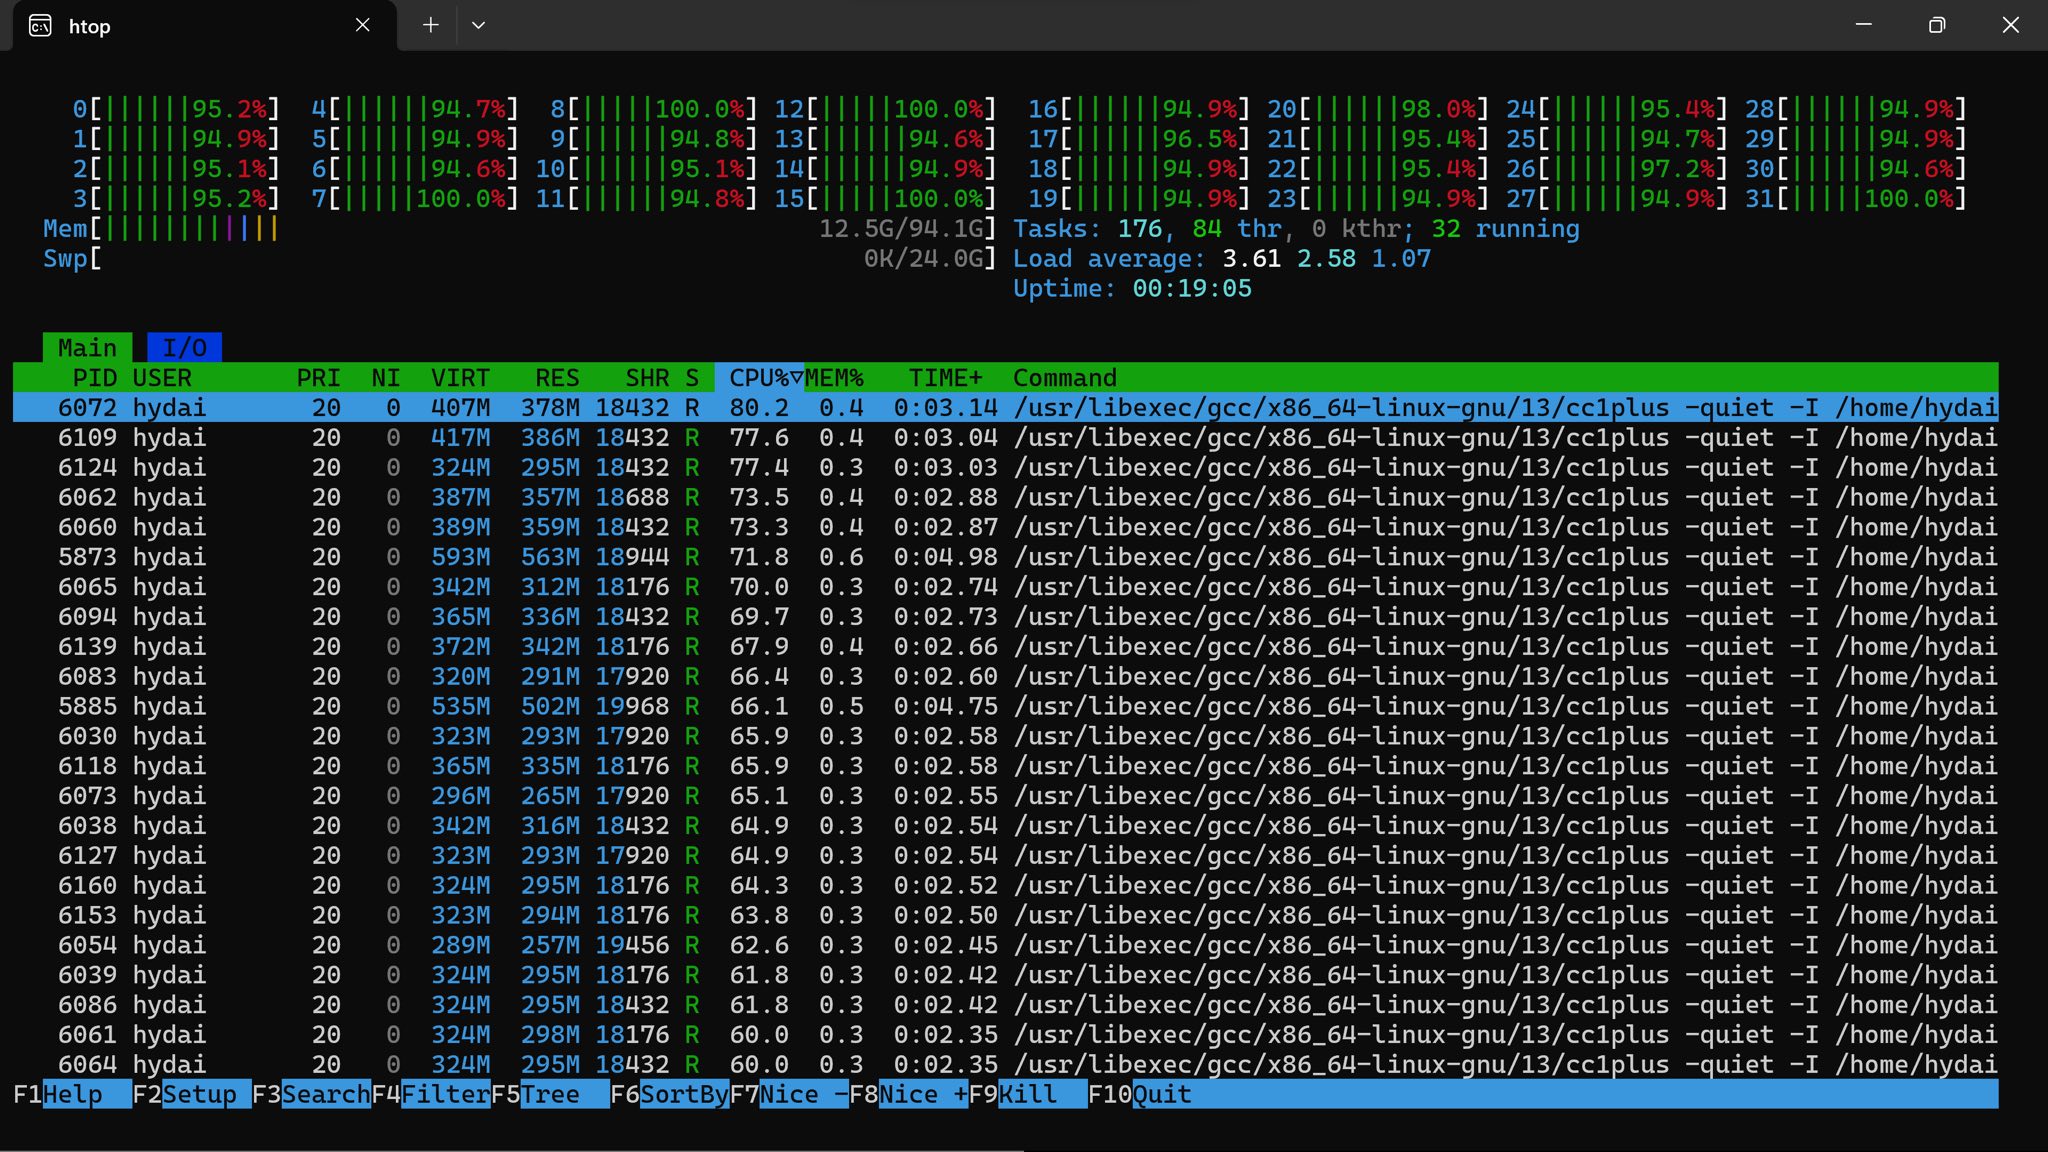 htop
0[||||||95.2%] 4[||||||94.7%] 8[|||||100.0%] 12[|||||100.0%] 16[||||||94.9%] 20[||||||98.0%] 24[||||||95.4%] 28[||||||94.9%]
1[||||||94.9%] 5[||||||94.9%] 9[||||||94.8%] 13[||||||94.6%] 17[||||||96.5%] 21[||||||95.4%] 25[||||||94.7%] 29[||||||94.9%]
2[||||||95.1%] 6[||||||94.6%] 10[||||||95.1%] 14[||||||94.9%] 18[||||||94.9%] 22[||||||95.4%] 26[||||||97.2%] 30[||||||94.6%]
3[||||||95.2%] 7[|||||100.0%] 11[||||||94.8%] 15[|||||100.0%] 19[||||||94.9%] 23[||||||94.9%] 27[||||||94.9%] 31[|||||100.0%]
Mem[|||||||||||| 12.5G/94.1G] Tasks: 176, 84 thr, 0 kthr; 32 running
Swp[ 0K/24.0G] Load average: 3.61 2.58 1.07
Uptime: 00:19:05
Main I/O
PID USER PRI NI VIRT RES SHR S CPU%▽MEM% TIME+ Command
6072 hydai 20 0 407M 378M 18432 R 80.2 0.4 0:03.14 /usr/libexec/gcc/x86_64-linux-gnu/13/cc1plus -quiet -I /home/hydai
6109 hydai 20 0 417M 386M 18432 R 77.6 0.4 0:03.04 /usr/libexec/gcc/x86_64-linux-gnu/13/cc1plus -quiet -I /home/hydai
6124 hydai 20 0 324M 295M 18432 R 77.4 0.3 0:03.03 /usr/libexec/gcc/x86_64-linux-gnu/13/cc1plus -quiet -I /home/hydai
6062 hydai 20 0 387M 357M 18688 R 73.5 0.4 0:02.88 /usr/libexec/gcc/x86_64-linux-gnu/13/cc1plus -quiet -I /home/hydai
6060 hydai 20 0 389M 359M 18432 R 73.3 0.4 0:02.87 /usr/libexec/gcc/x86_64-linux-gnu/13/cc1plus -quiet -I /home/hydai
5873 hydai 20 0 593M 563M 18944 R 71.8 0.6 0:04.98 /usr/libexec/gcc/x86_64-linux-gnu/13/cc1plus -quiet -I /home/hydai
6065 hydai 20 0 342M 312M 18176 R 70.0 0.3 0:02.74 /usr/libexec/gcc/x86_64-linux-gnu/13/cc1plus -quiet -I /home/hydai
6094 hydai 20 0 365M 336M 18432 R 69.7 0.3 0:02.73 /usr/libexec/gcc/x86_64-linux-gnu/13/cc1plus -quiet -I /home/hydai
6139 hydai 20 0 372M 342M 18176 R 67.9 0.4 0:02.66 /usr/libexec/gcc/x86_64-linux-gnu/13/cc1plus -quiet -I /home/hydai
6083 hydai 20 0 320M 291M 17920 R 66.4 0.3 0:02.60 /usr/libexec/gcc/x86_64-linux-gnu/13/cc1plus -quiet -I /home/hydai
5885 hydai 20 0 535M 502M 19968 R 66.1 0.5 0:04.75 /usr/libexec/gcc/x86_64-linux-gnu/13/cc1plus -quiet -I /home/hydai
6030 hydai 20 0 323M 293M 17920 R 65.9 0.3 0:02.58 /usr/libexec/gcc/x86_64-linux-gnu/13/cc1plus -quiet -I /home/hydai
6118 hydai 20 0 365M 335M 18176 R 65.9 0.3 0:02.58 /usr/libexec/gcc/x86_64-linux-gnu/13/cc1plus -quiet -I /home/hydai
6073 hydai 20 0 296M 265M 17920 R 65.1 0.3 0:02.55 /usr/libexec/gcc/x86_64-linux-gnu/13/cc1plus -quiet -I /home/hydai
6038 hydai 20 0 342M 316M 18432 R 64.9 0.3 0:02.54 /usr/libexec/gcc/x86_64-linux-gnu/13/cc1plus -quiet -I /home/hydai
6127 hydai 20 0 323M 293M 17920 R 64.9 0.3 0:02.54 /usr/libexec/gcc/x86_64-linux-gnu/13/cc1plus -quiet -I /home/hydai
6160 hydai 20 0 324M 295M 18176 R 64.3 0.3 0:02.52 /usr/libexec/gcc/x86_64-linux-gnu/13/cc1plus -quiet -I /home/hydai
6153 hydai 20 0 323M 294M 18176 R 63.8 0.3 0:02.50 /usr/libexec/gcc/x86_64-linux-gnu/13/cc1plus -quiet -I /home/hydai
6054 hydai 20 0 289M 257M 19456 R 62.6 0.3 0:02.45 /usr/libexec/gcc/x86_64-linux-gnu/13/cc1plus -quiet -I /home/hydai
6039 hydai 20 0 324M 295M 18176 R 61.8 0.3 0:02.42 /usr/libexec/gcc/x86_64-linux-gnu/13/cc1plus -quiet -I /home/hydai
6086 hydai 20 0 324M 295M 18432 R 61.8 0.3 0:02.42 /usr/libexec/gcc/x86_64-linux-gnu/13/cc1plus -quiet -I /home/hydai
6061 hydai 20 0 324M 298M 18176 R 60.0 0.3 0:02.35 /usr/libexec/gcc/x86_64-linux-gnu/13/cc1plus -quiet -I /home/hydai
6064 hydai 20 0 324M 295M 18432 R 60.0 0.3 0:02.35 /usr/libexec/gcc/x86_64-linux-gnu/13/cc1plus -quiet -I /home/hydai
F1Help F2Setup F3SearchF4FilterF5Tree F6SortByF7Nice -F8Nice +F9Kill F10Quit